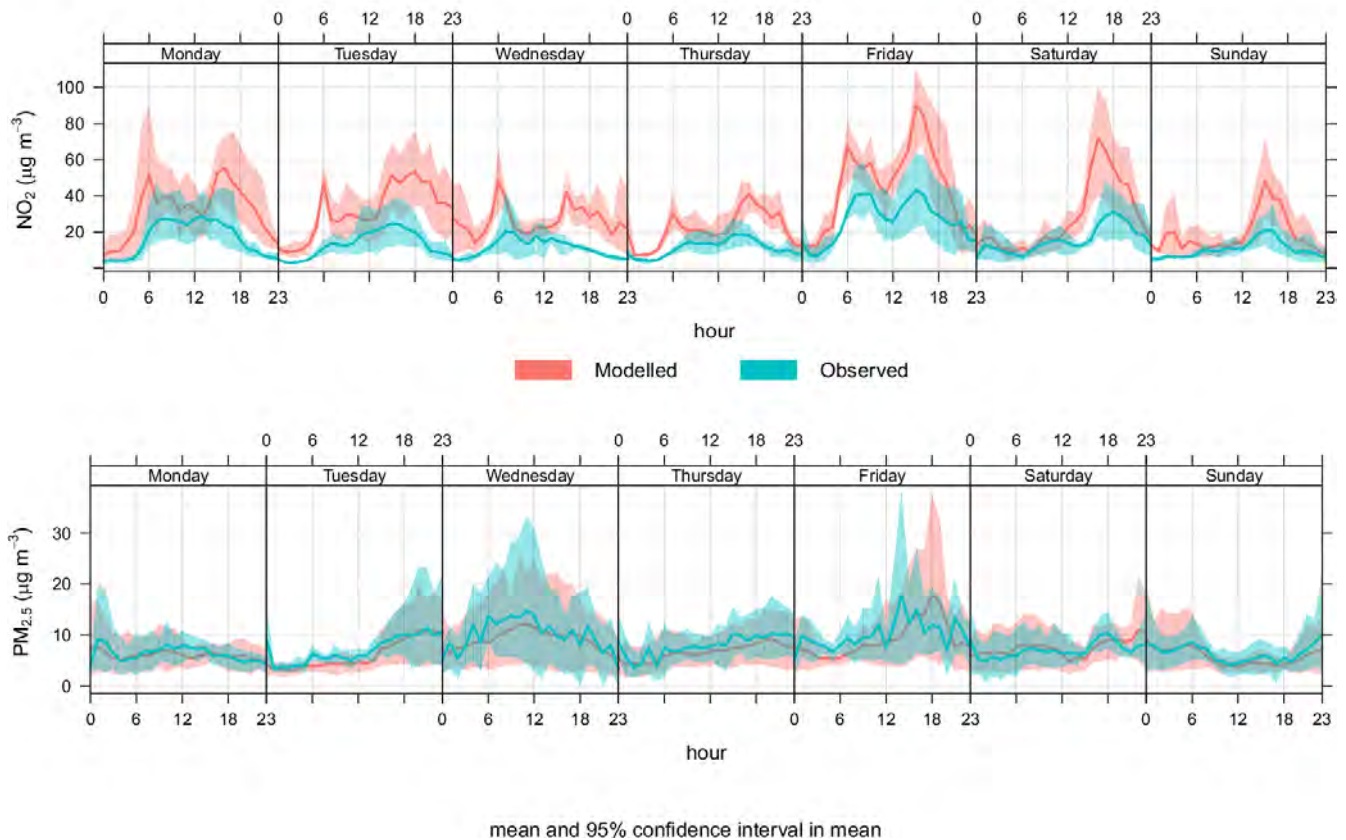 0 6 12 18 23 0 6 12 18 23 0 6 12 18 23
Monday Tuesday Wednesday Thursday Friday Saturday Sunday
NO₂ (µg m⁻³)
100
80
60
40
20
0 6 12 18 23 0 6 12 18 23 0 6 12 18 23 0 6 12 18 23
hour
Modelled Observed
0 6 12 18 23 0 6 12 18 23 0 6 12 18 23
Monday Tuesday Wednesday Thursday Friday Saturday Sunday
PM₂.₅ (µg m⁻³)
30
20
10
0
0 6 12 18 23 0 6 12 18 23 0 6 12 18 23 0 6 12 18 23
hour
mean and 95% confidence interval in mean